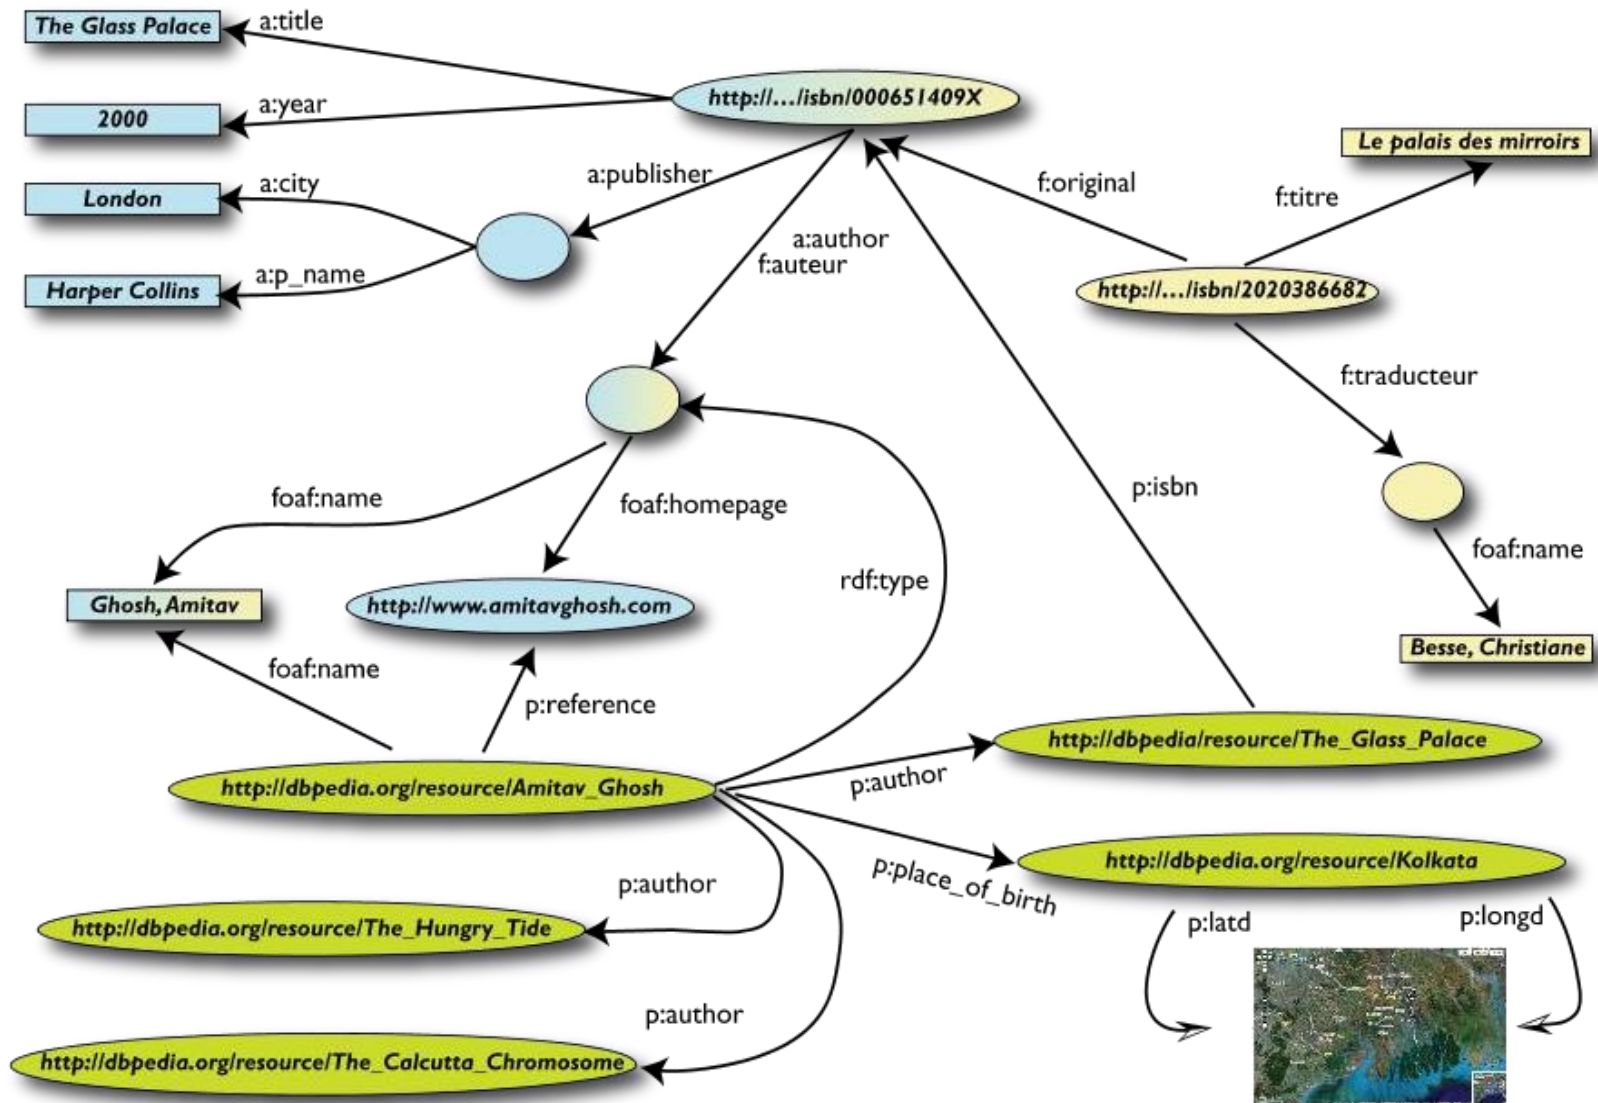 The Glass Palace
a:title
http://…/isbn/000651409X
2000
a:year
Le palais des mirroirs
London
a:city
a:publisher
f:original
f:titre
a:author
f:auteur
Harper Collins
a:p_name
http://…/isbn/2020386682
f:traducteur
foaf:name
foaf:homepage
p:isbn
foaf:name
rdf:type
Ghosh, Amitav
http://www.amitavghosh.com
Besse, Christiane
foaf:name
p:reference
http://dbpedia/resource/The_Glass_Palace
http://dbpedia.org/resource/Amitav_Ghosh
p:author
http://dbpedia.org/resource/Kolkata
p:place_of_birth
p:author
http://dbpedia.org/resource/The_Hungry_Tide
p:latd
p:longd
p:author
http://dbpedia.org/resource/The_Calcutta_Chromosome